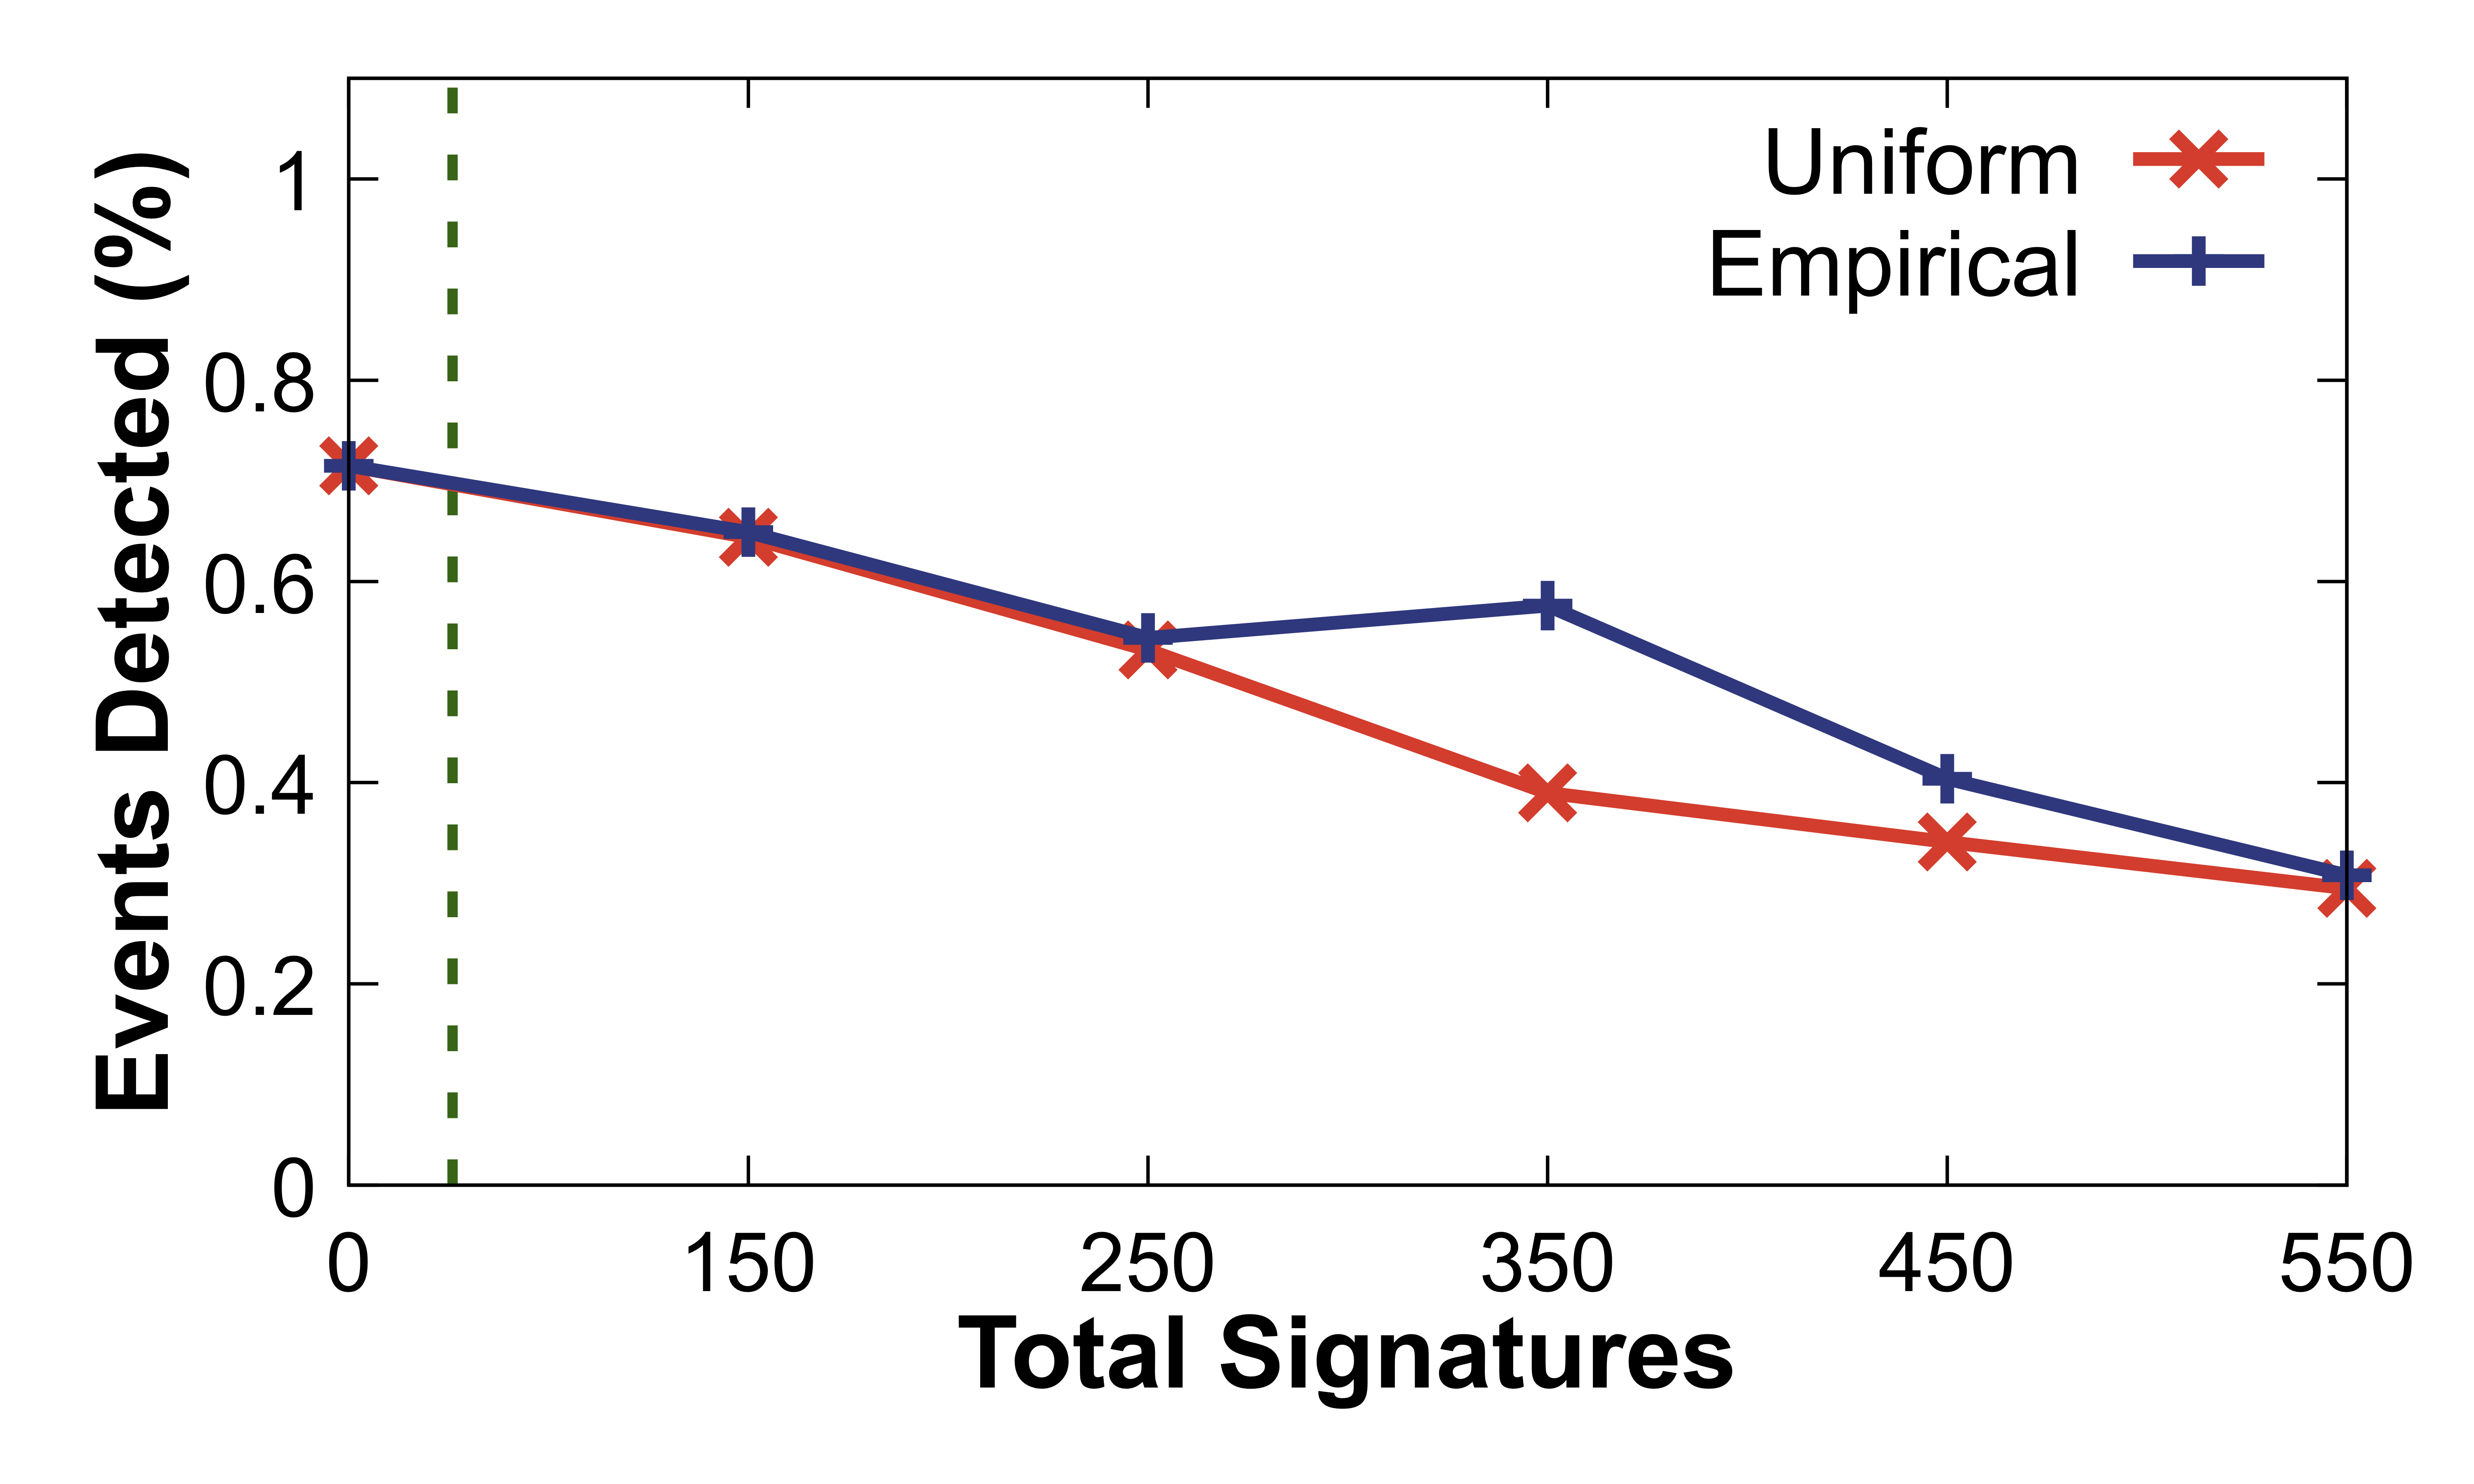 Events Detected (%)
1
0.8
0.6
0.4
0.2
0
Uniform
Empirical
0 150 250 350 450 550
Total Signatures